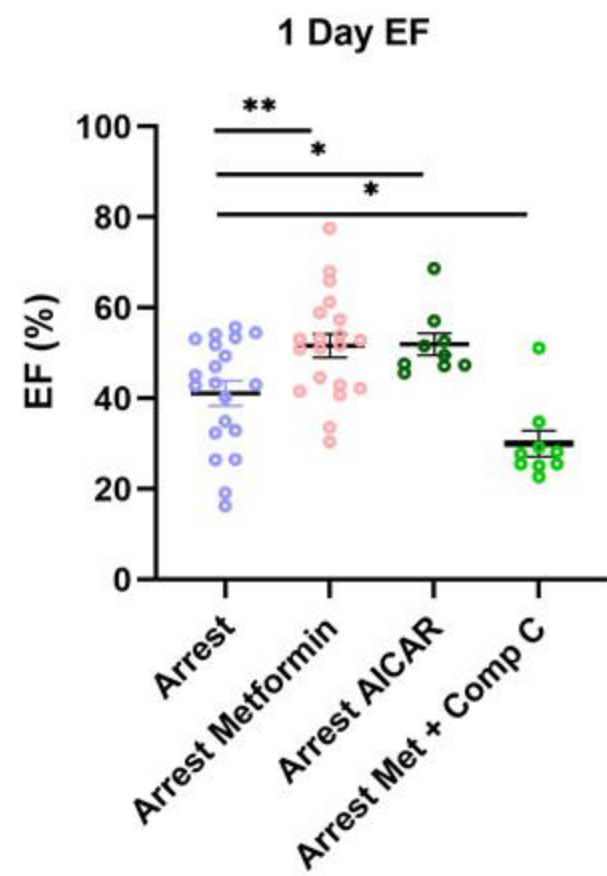 1 Day EF
**
*
*
100
80
60
40
20
0
EF (%)
Arrest
Arrest Metformin
Arrest AICAR
Arrest Met + Comp C